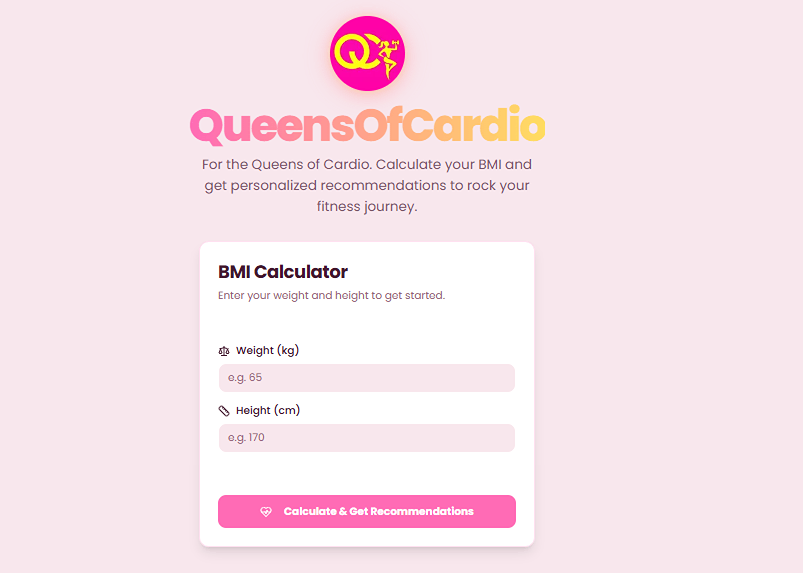 QC
QueensOfCardio
For the Queens of Cardio. Calculate your BMI and
get personalized recommendations to rock your
fitness journey.
BMI Calculator
Enter your weight and height to get started.
Weight (kg)
e.g. 65
Height (cm)
e.g. 170
Calculate & Get Recommendations